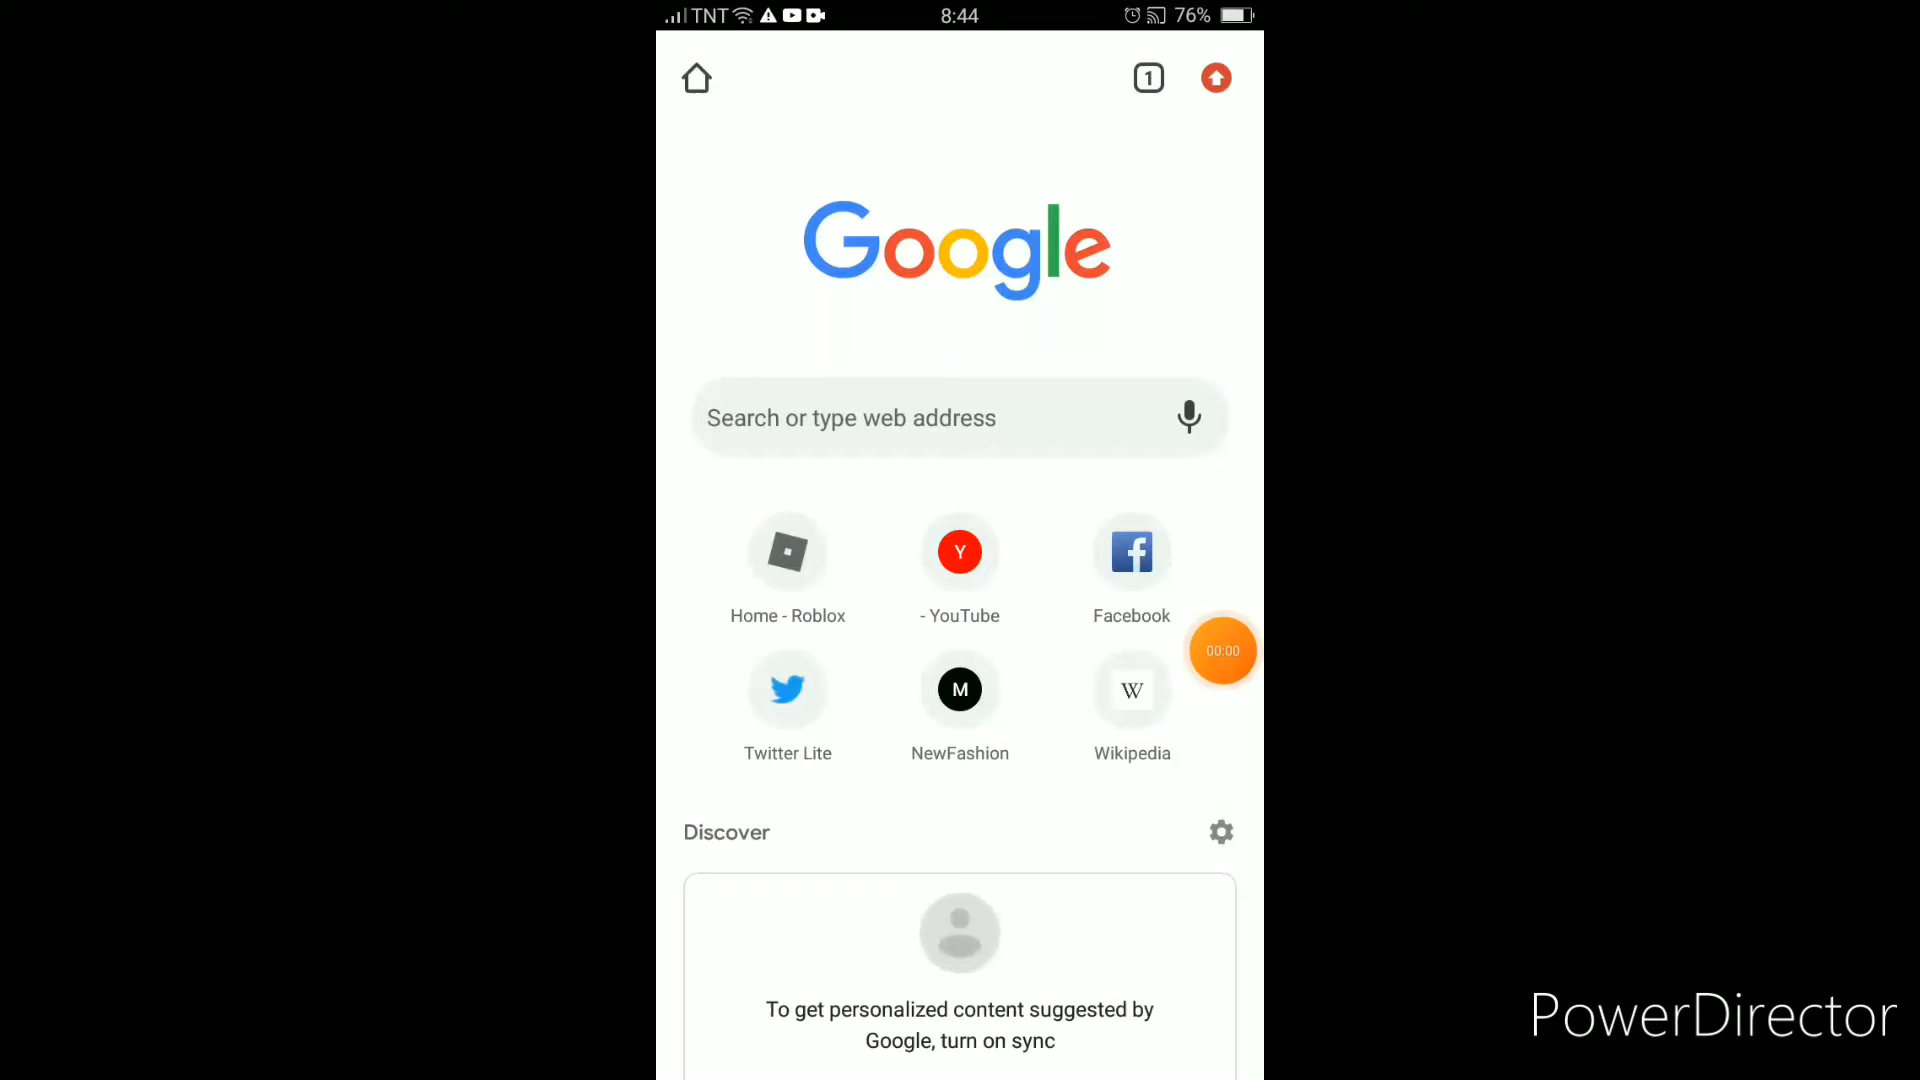 TNT 8:44 76%
1
Google
Search or type web address
Home - Roblox
Y
- YouTube
Facebook
00:00
Twitter Lite
M
NewFashion
W
Wikipedia
Discover
To get personalized content suggested by
Google, turn on sync
PowerDirector